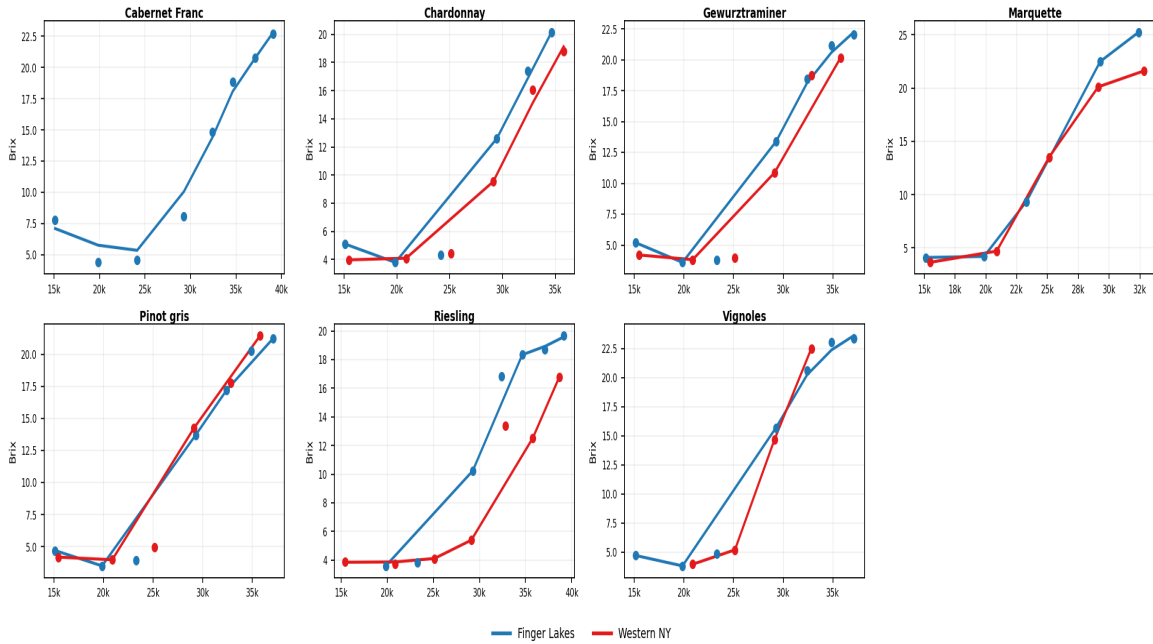 Cabernet Franc
Brix
22.5
20.0
17.5
15.0
12.5
10.0
7.5
5.0
15k 20k 25k 30k 35k 40k
Chardonnay
Brix
20
18
16
14
12
10
8
6
4
15k 20k 25k 30k 35k
Gewurztraminer
Brix
22.5
20.0
17.5
15.0
12.5
10.0
7.5
5.0
15k 20k 25k 30k 35k
Marquette
Brix
25
20
15
10
5
15k 18k 20k 22k 25k 28k 30k 32k
Pinot gris
Brix
20.0
17.5
15.0
12.5
10.0
7.5
5.0
15k 20k 25k 30k 35k
Riesling
Brix
20
18
16
14
12
10
8
6
4
15k 20k 25k 30k 35k 40k
Vignoles
Brix
22.5
20.0
17.5
15.0
12.5
10.0
7.5
5.0
15k 20k 25k 30k 35k
Finger Lakes Western NY